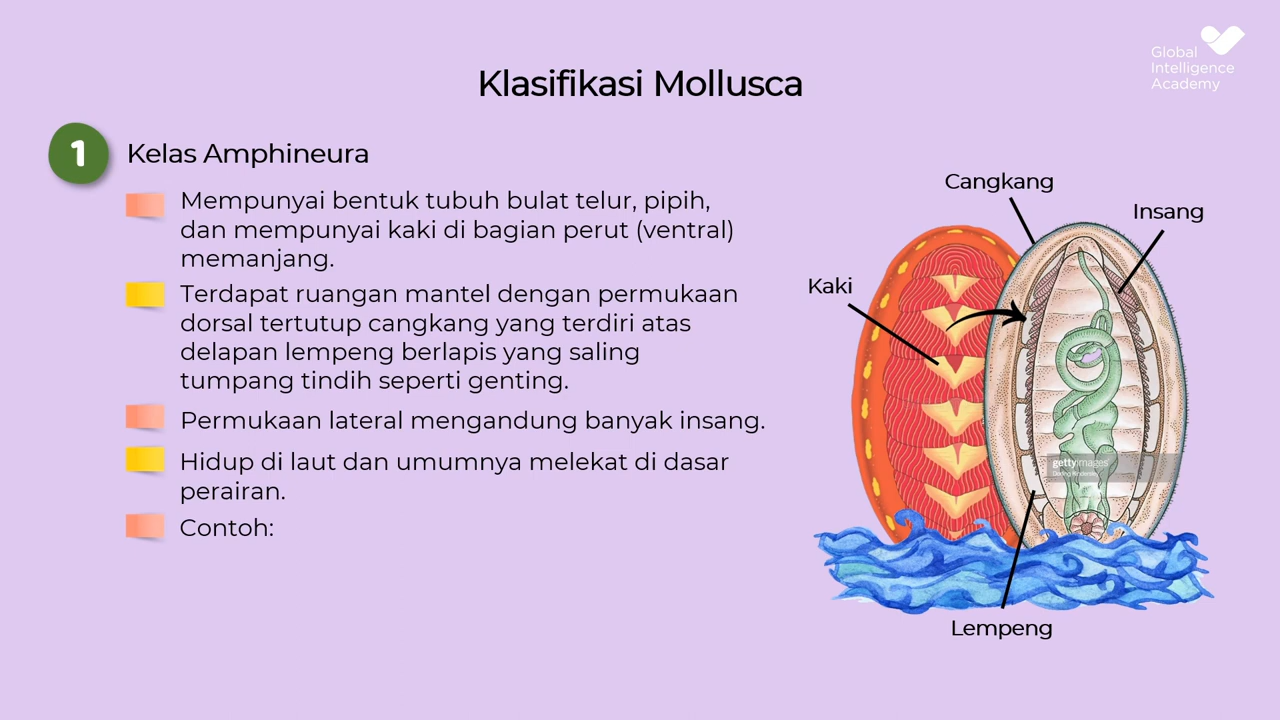 Global
Intelligence
Academy
Klasifikasi Mollusca
1 Kelas Amphineura
Mempunyai bentuk tubuh bulat telur, pipih,
dan mempunyai kaki di bagian perut (ventral)
memanjang.
Terdapat ruangan mantel dengan permukaan
dorsal tertutup cangkang yang terdiri atas
delapan lempeng berlapis yang saling
tumpang tindih seperti genting.
Permukaan lateral mengandung banyak insang.
Hidup di laut dan umumnya melekat di dasar
perairan.
Contoh:
Cangkang
Insang
Kaki
gettyimages
Lempeng